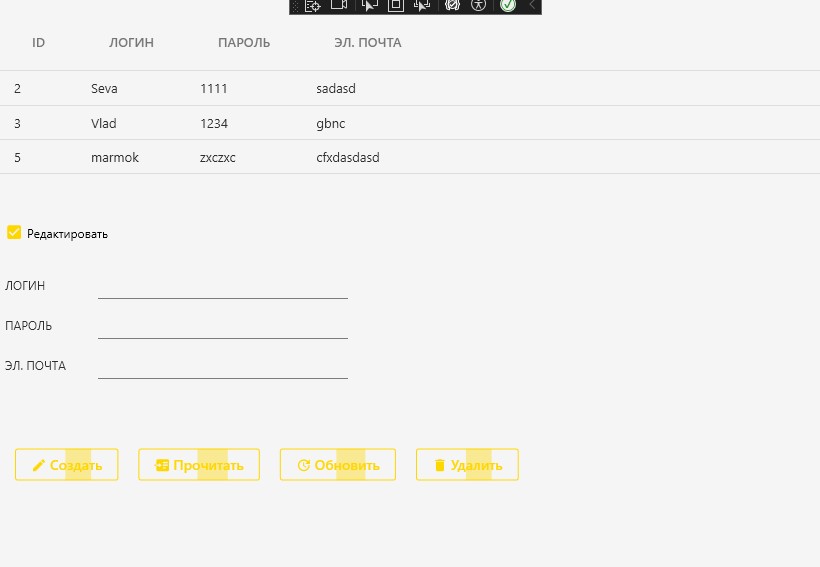 ID ЛОГИН ПАРОЛЬ ЭЛ. ПОЧТА
2 Seva 1111 sadasd
3 Vlad 1234 gbnc
5 marmok zxczxc cfxdasdasd
Редактировать
ЛОГИН
ПАРОЛЬ
ЭЛ. ПОЧТА
Создать Прочитать Обновить Удалить